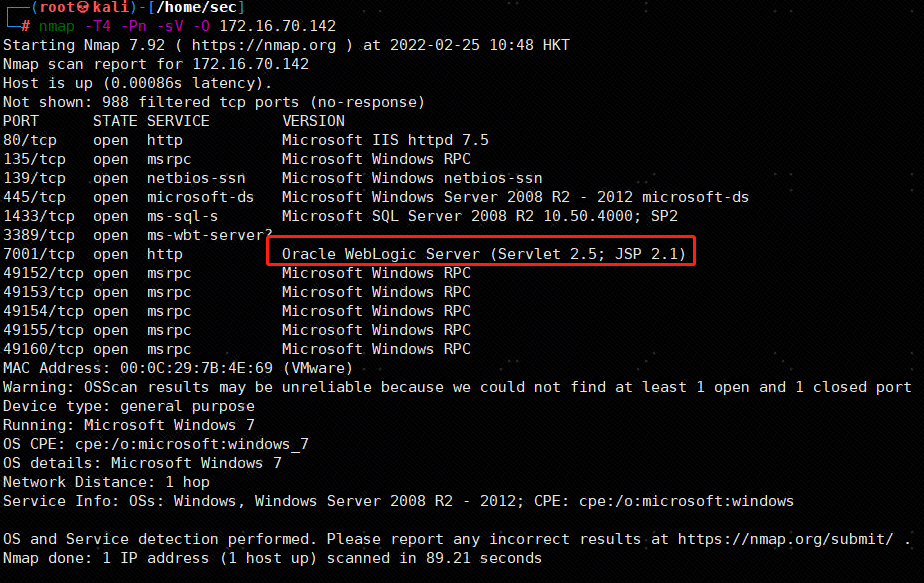 ┌──(root㉿kali)-[/home/sec]
└─# nmap -T4 -Pn -sV -O 172.16.70.142
Starting Nmap 7.92 ( https://nmap.org ) at 2022-02-25 10:48 HKT
Nmap scan report for 172.16.70.142
Host is up (0.00086s latency).
Not shown: 988 filtered tcp ports (no-response)
PORT      STATE SERVICE        VERSION
80/tcp    open  http           Microsoft IIS httpd 7.5
135/tcp   open  msrpc          Microsoft Windows RPC
139/tcp   open  netbios-ssn    Microsoft Windows netbios-ssn
445/tcp   open  microsoft-ds   Microsoft Windows Server 2008 R2 - 2012 microsoft-ds
1433/tcp  open  ms-sql-s       Microsoft SQL Server 2008 R2 10.50.4000; SP2
3389/tcp  open  ms-wbt-server?
7001/tcp  open  http           Oracle WebLogic Server (Servlet 2.5; JSP 2.1)
49152/tcp open  msrpc          Microsoft Windows RPC
49153/tcp open  msrpc          Microsoft Windows RPC
49154/tcp open  msrpc          Microsoft Windows RPC
49155/tcp open  msrpc          Microsoft Windows RPC
49160/tcp open  msrpc          Microsoft Windows RPC
MAC Address: 00:0C:29:7B:4E:69 (VMware)
Warning: OSScan results may be unreliable because we could not find at least 1 open and 1 closed port
Device type: general purpose
Running: Microsoft Windows 7
OS CPE: cpe:/o:microsoft:windows_7
OS details: Microsoft Windows 7
Network Distance: 1 hop
Service Info: OSs: Windows, Windows Server 2008 R2 - 2012; CPE: cpe:/o:microsoft:windows

OS and Service detection performed. Please report any incorrect results at https://nmap.org/submit/ .
Nmap done: 1 IP address (1 host up) scanned in 89.21 seconds